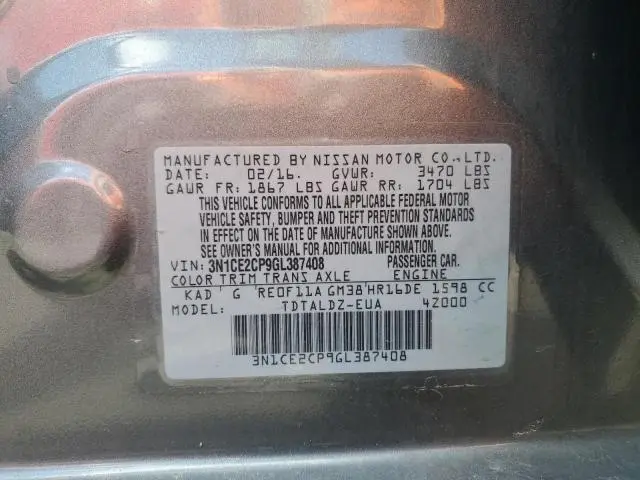 MANUFACTURED BY NISSAN MOTOR CO.,LTD.
DATE: 02/16. GVWR: 3470 LBS
GAWR FR: 1867 LBS GAWR RR: 1704 LBS
THIS VEHICLE CONFORMS TO ALL APPLICABLE FEDERAL MOTOR
VEHICLE SAFETY, BUMPER AND THEFT PREVENTION STANDARDS
IN EFFECT ON THE DATE OF MANUFACTURE SHOWN ABOVE.
SEE OWNER'S MANUAL FOR ADDITIONAL INFORMATION.
VIN: 3N1CE2CP9GL387408 PASSENGER CAR.
COLOR TRIM TRANS AXLE ENGINE
KAD G RE0F11A GM38 HR16DE 1598 CC
MODEL: TDTALDZ-EUA 4Z000
3N1CE2CP9GL387408